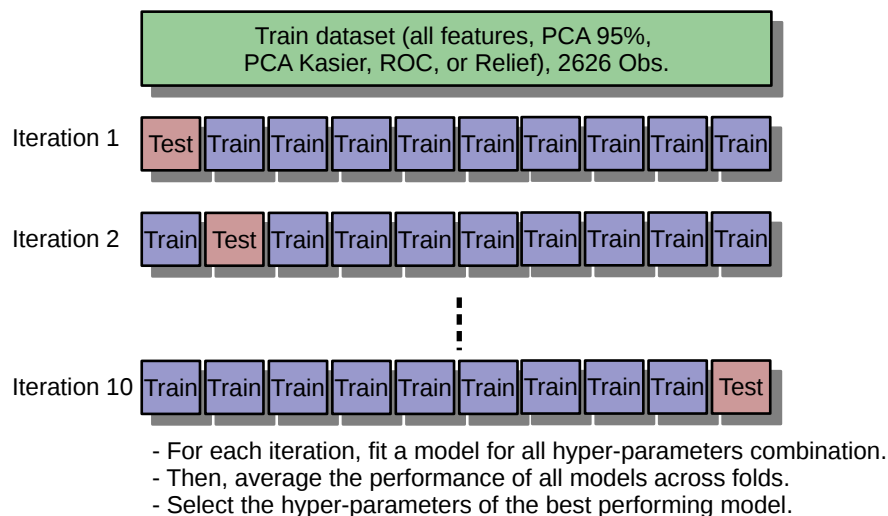 Train dataset (all features, PCA 95%,
PCA Kasier, ROC, or Relief), 2626 Obs.
Iteration 1 Test Train Train Train Train Train Train Train Train Train
Iteration 2 Train Test Train Train Train Train Train Train Train Train
Iteration 10 Train Train Train Train Train Train Train Train Train Test
- For each iteration, fit a model for all hyper-parameters combination.
- Then, average the performance of all models across folds.
- Select the hyper-parameters of the best performing model.